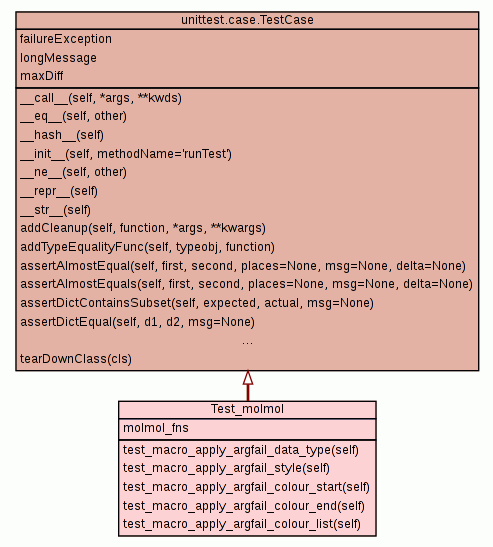 unittest.case.TestCase
failureException
longMessage
maxDiff
__call__(self, *args, **kwds)
__eq__(self, other)
__hash__(self)
__init__(self, methodName='runTest')
__ne__(self, other)
__repr__(self)
__str__(self)
addCleanup(self, function, *args, **kwargs)
addTypeEqualityFunc(self, typeobj, function)
assertAlmostEqual(self, first, second, places=None, msg=None, delta=None)
assertAlmostEquals(self, first, second, places=None, msg=None, delta=None)
assertDictContainsSubset(self, expected, actual, msg=None)
assertDictEqual(self, d1, d2, msg=None)
...
tearDownClass(cls)
Test_molmol
molmol_fns
test_macro_apply_argfail_data_type(self)
test_macro_apply_argfail_style(self)
test_macro_apply_argfail_colour_start(self)
test_macro_apply_argfail_colour_end(self)
test_macro_apply_argfail_colour_list(self)